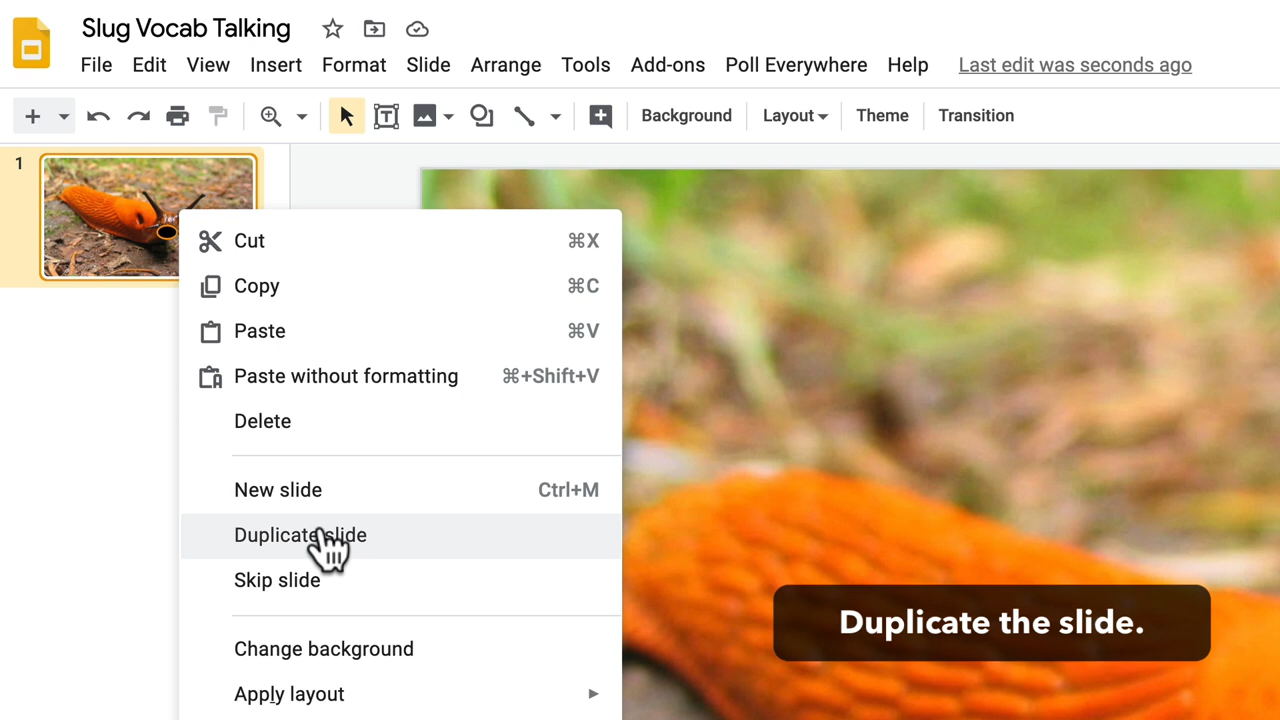 Slug Vocab Talking
File Edit View Insert Format Slide Arrange Tools Add-ons Poll Everywhere Help Last edit was seconds ago
Background Layout Theme Transition
1
Cut ⌘X
Copy ⌘C
Paste ⌘V
Paste without formatting ⌘+Shift+V
Delete
New slide Ctrl+M
Duplicate slide
Skip slide
Duplicate the slide.
Change background
Apply layout